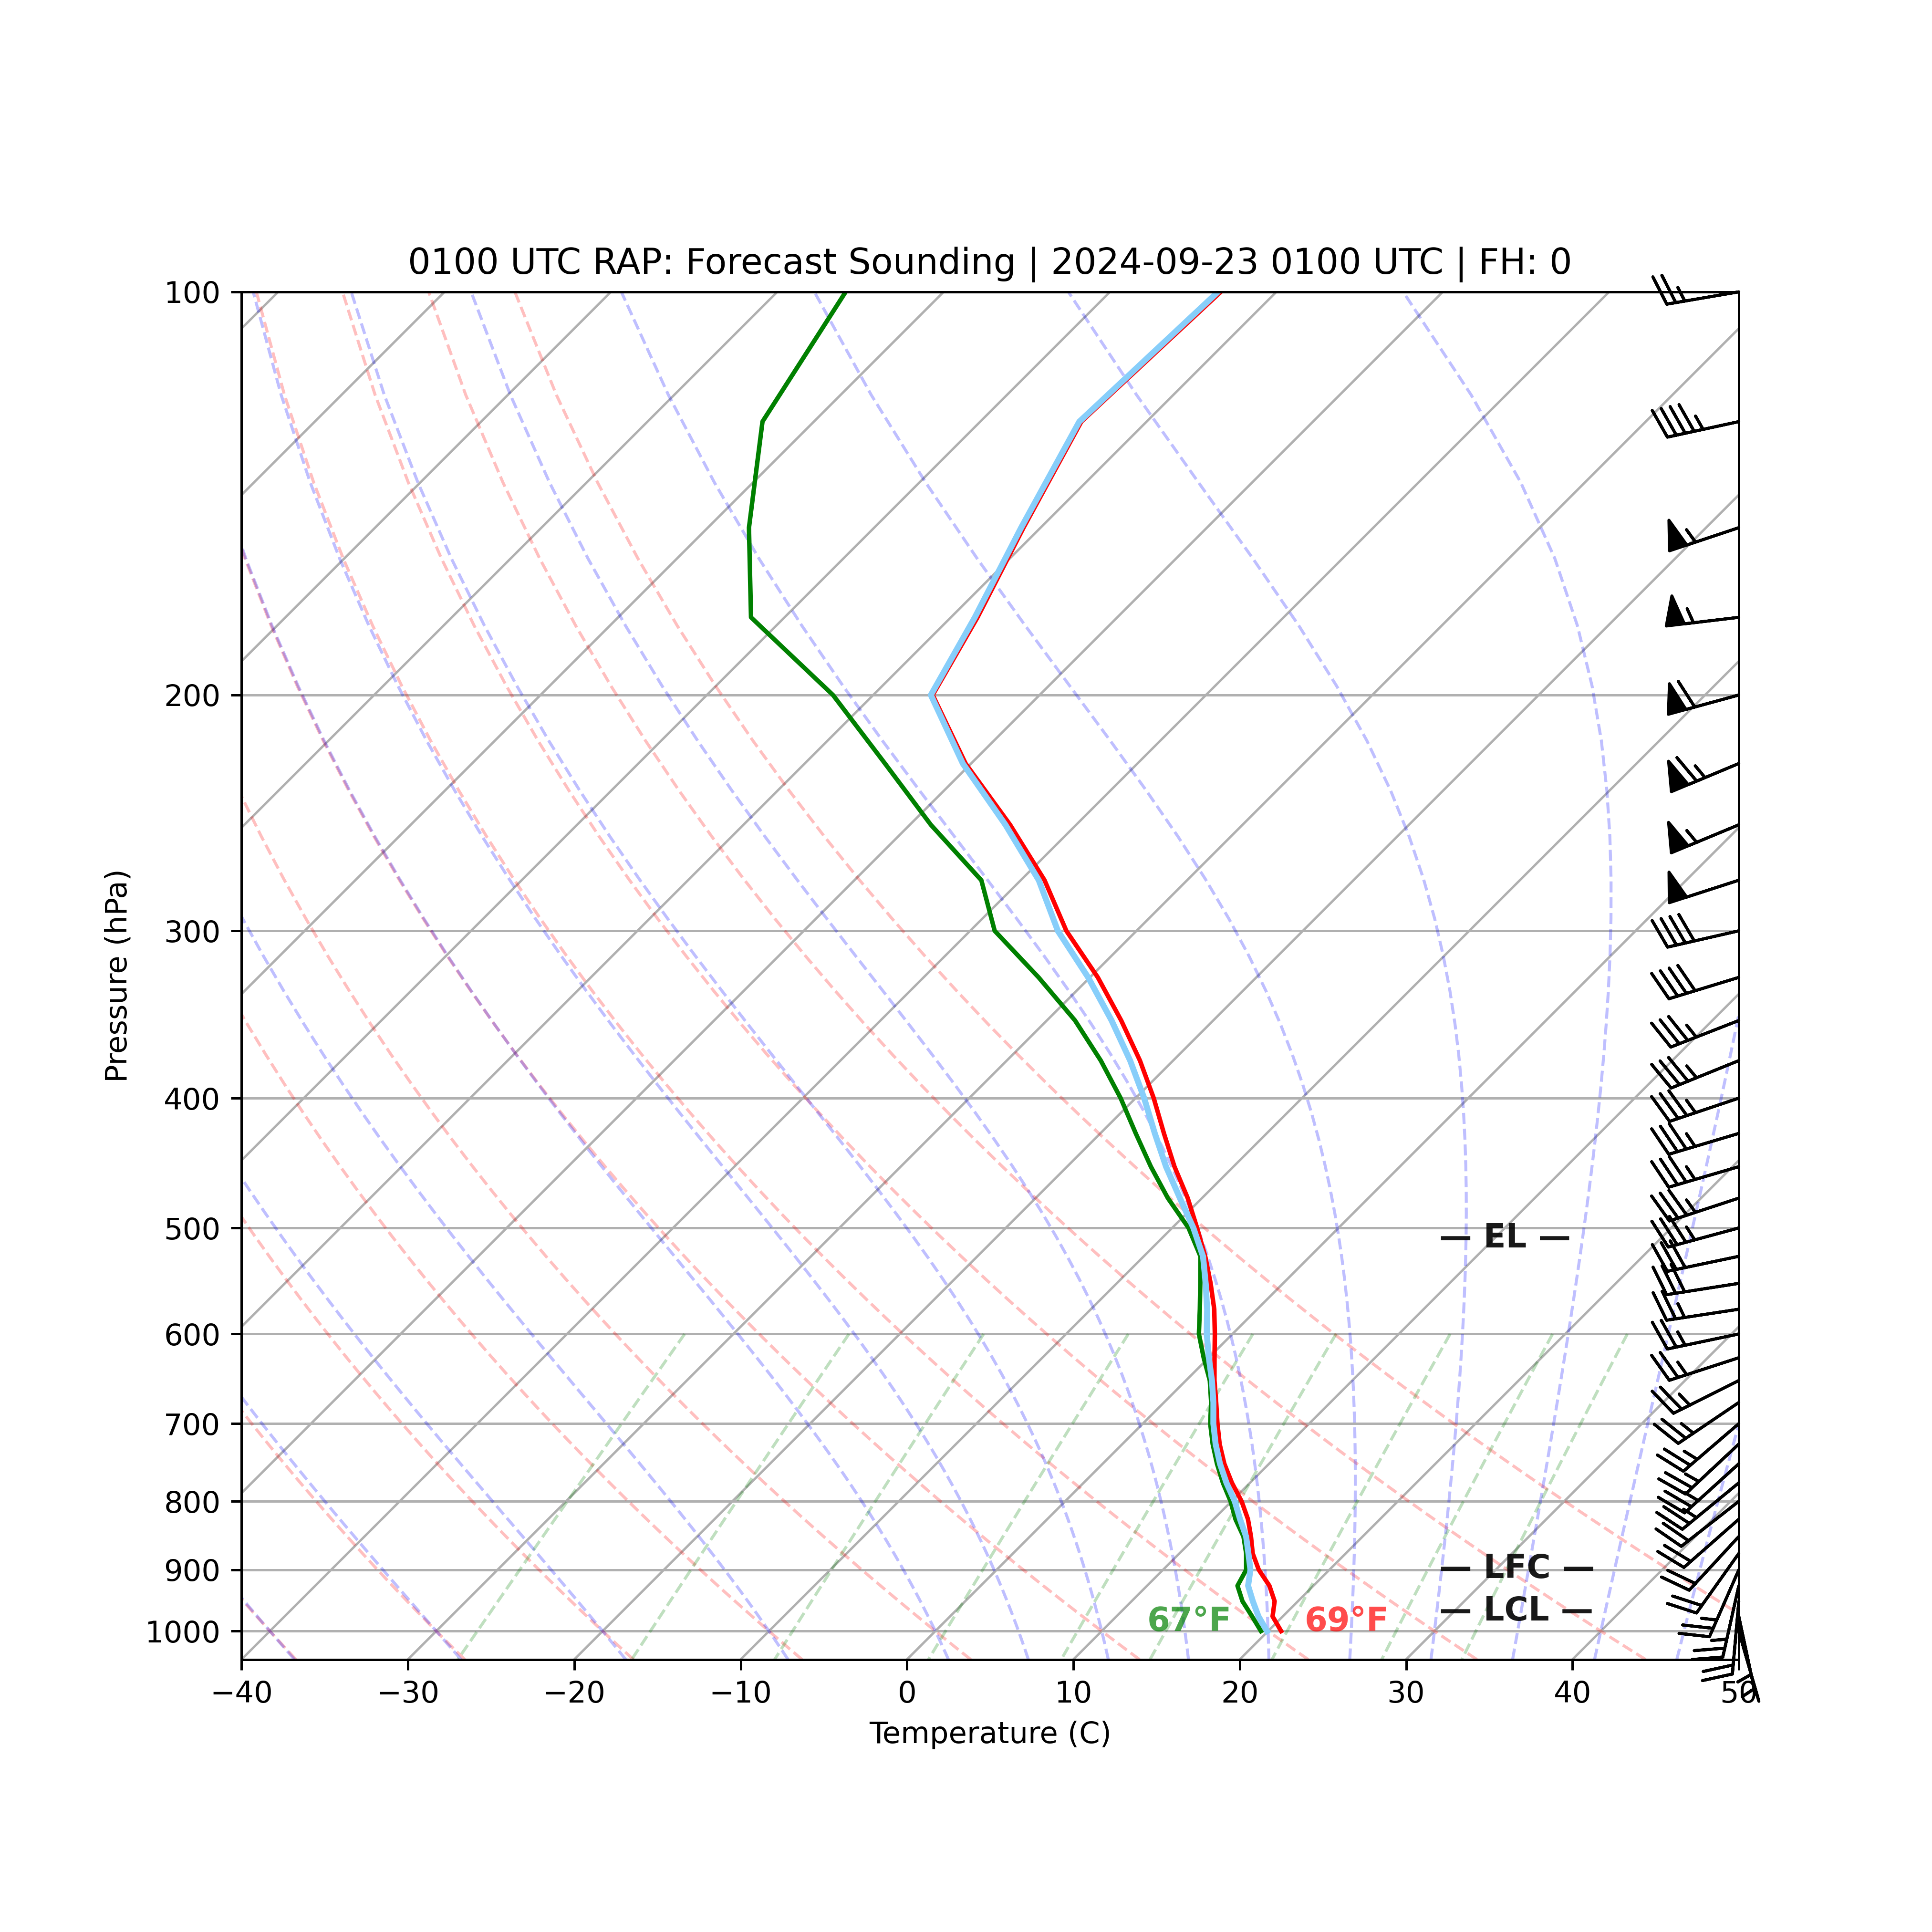 0100 UTC RAP: Forecast Sounding | 2024-09-23 0100 UTC | FH: 0
100
200
300
400
500
600
700
800
900
1000
Pressure (hPa)
— EL —
— LFC —
— LCL —
67°F 69°F
−40 −30 −20 −10 0 10 20 30 40 50
Temperature (C)